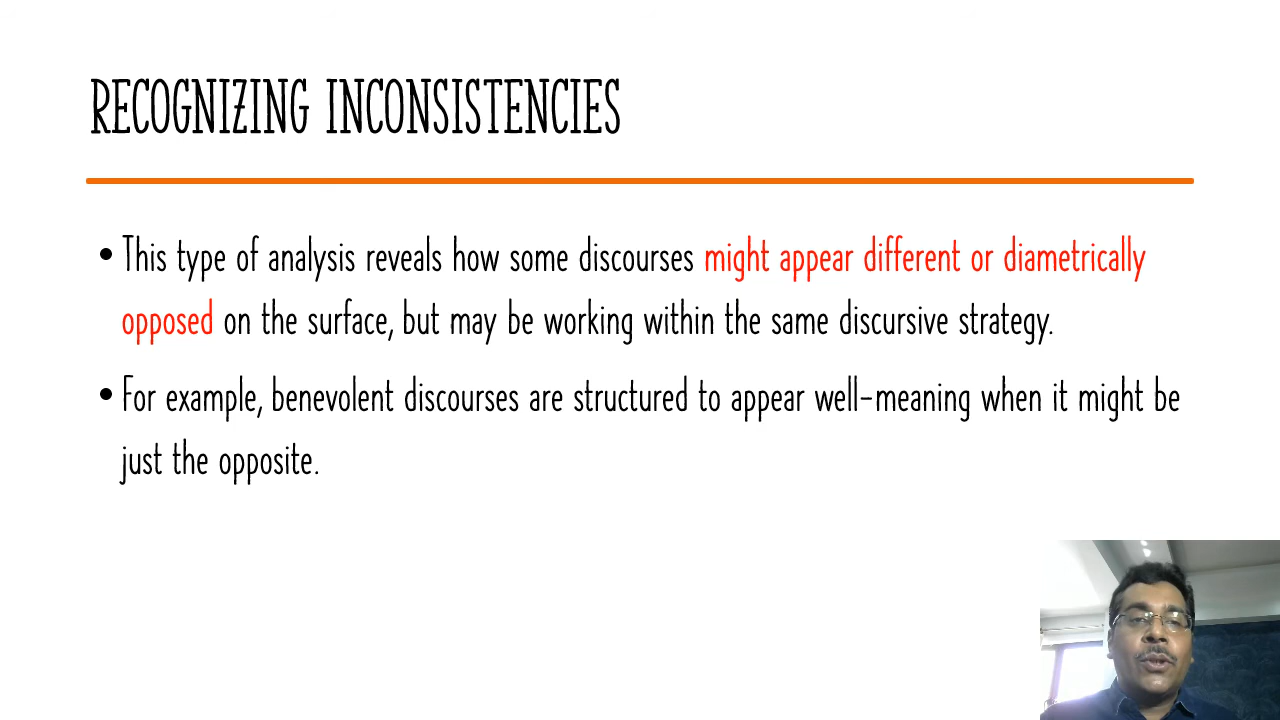 RECOGNIZING INCONSISTENCIES
• This type of analysis reveals how some discourses might appear different or diametrically
opposed on the surface, but may be working within the same discursive strategy.
• For example, benevolent discourses are structured to appear well-meaning when it might be
just the opposite.